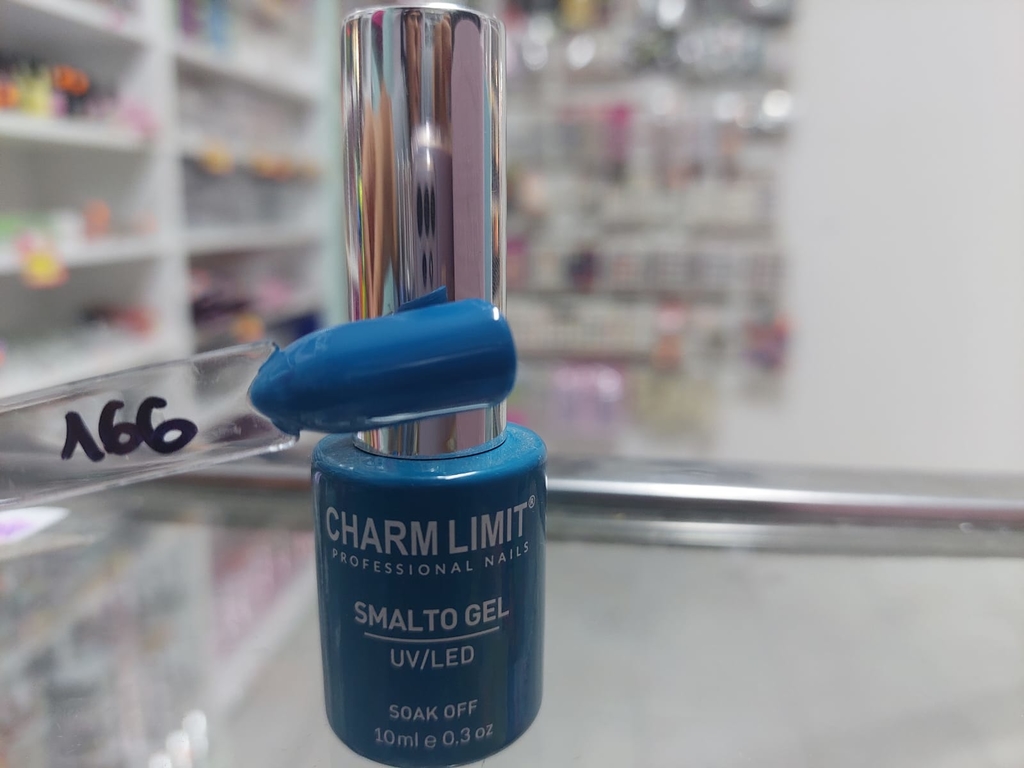 166
CHARM LIMIT®
PROFESSIONAL NAILS
SMALTO GEL
UV/LED
SOAK OFF
10ml e 0.3 oz